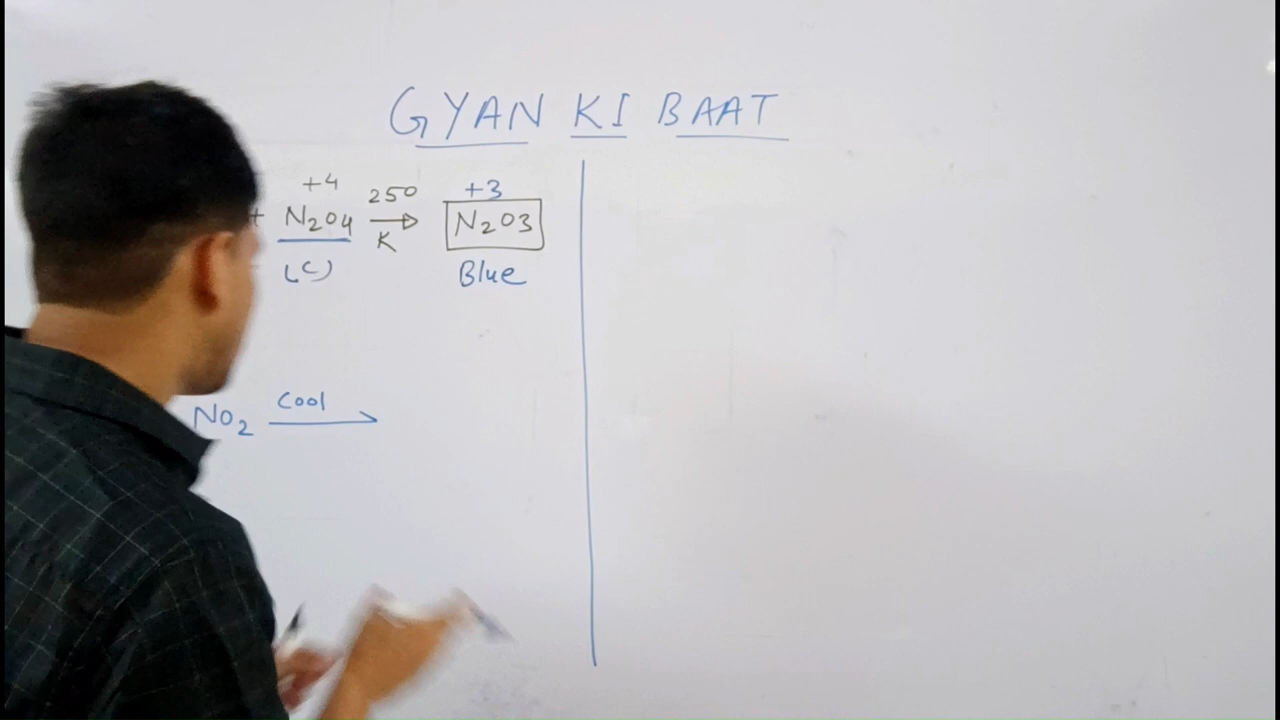 GYAN KI BAAT
+4 250 +3
+ N2O4 → N2O3
K
(C) Blue
Cool
NO2 →